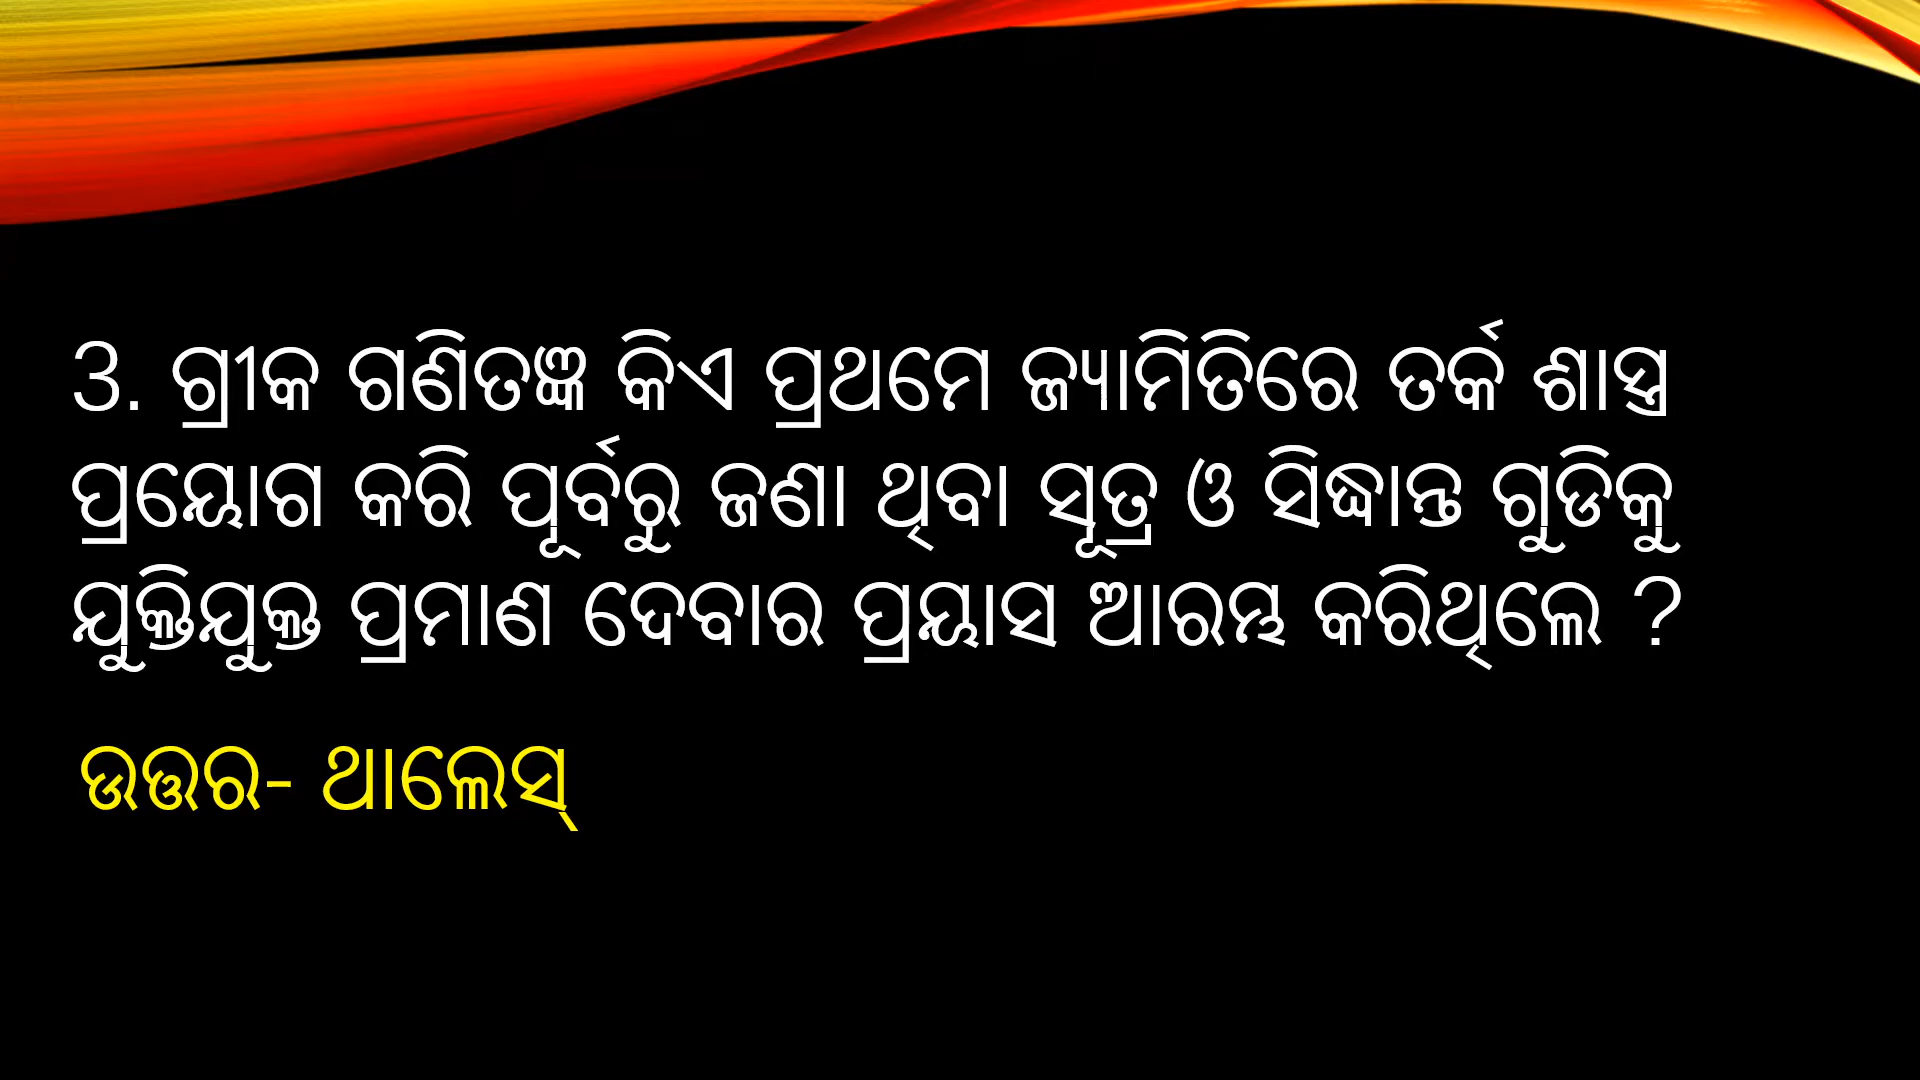 3. ଗ୍ରୀକ ଗଣିତଜ୍ଞ କିଏ ପ୍ରଥମେ ଜ୍ୟାମିତିରେ ତର୍କ ଶାସ୍ତ୍ର
ପ୍ରୟୋଗ କରି ପୂର୍ବରୁ ଜଣା ଥିବା ସୂତ୍ର ଓ ସିଦ୍ଧାନ୍ତ ଗୁଡିକୁ
ଯୁକ୍ତିଯୁକ୍ତ ପ୍ରମାଣ ଦେବାର ପ୍ରୟାସ ଆରମ୍ଭ କରିଥିଲେ ?
ଉତ୍ତର- ଥାଲେସ୍